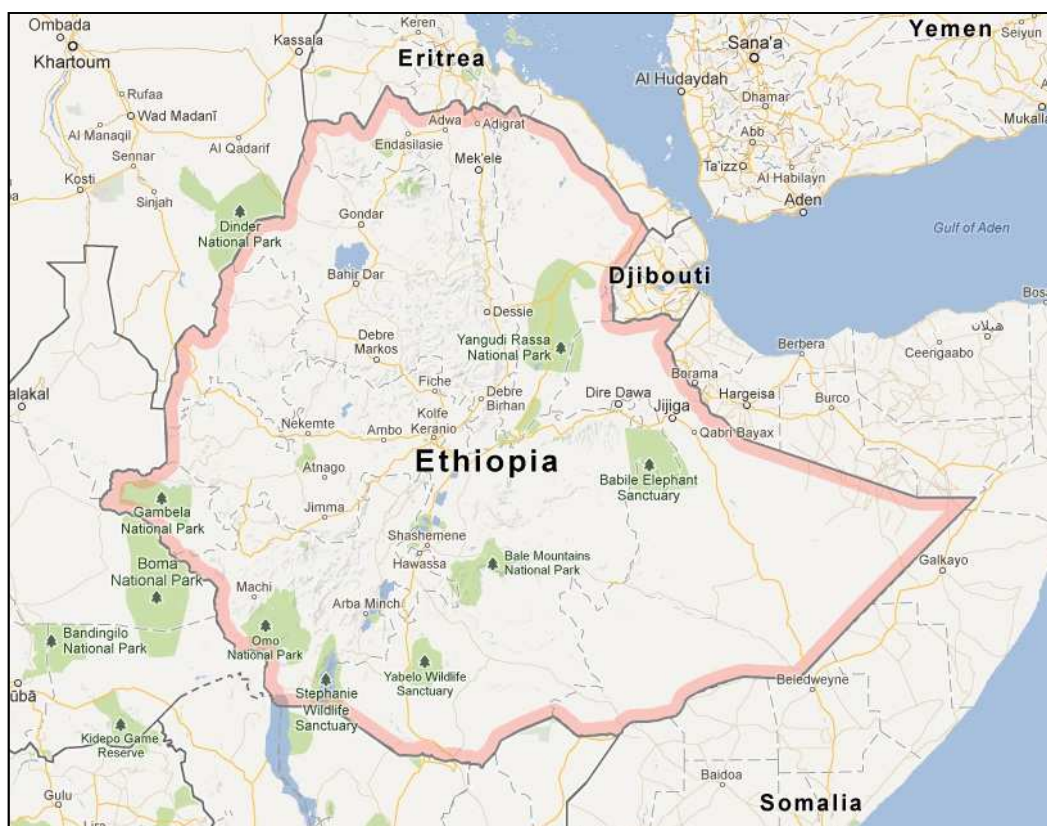 Ombada
Khartoum
Kassala
Keren
Eritrea
Yemen
Seiyun
Sana'a
Al Hudaydah
Rufaa
Wad Madanī
Al Manaqil
Al Qadarif
Sennar
Kosti
Sinjah
Dhamar
Mukalla
Abb
Ta'izz
Al Habilayn
Aden
Gulf of Aden
Adwa
Adigrat
Endasilasie
Mek'ele
Dinder
National Park
Gondar
Bahir Dar
Djibouti
Dessie
Yangudi Rassa
National Park
Debre
Markos
Fiche
Debre
Birhan
Kolfe
Keranio
Nekemte
Ambo
Dire Dawa
Jijiga
Borama
Hargeisa
Qabri Bayax
Berbera
Burco
Ceerigaabo
هيلان
Bosa
alakal
Ethiopia
Atnago
Jimma
Babile Elephant
Sanctuary
Gambela
National Park
Boma
National Park
Shashemene
Hawassa
Bale Mountains
National Park
Galkayo
Machi
Arba Minch
Bandingilo
National Park
Omo
National Park
Yabelo Wildlife
Sanctuary
Stephanie
Wildlife
Sanctuary
Beledweyne
ūbā
Kidepo Game
Reserve
Gulu
Lira
Baidoa
Somalia